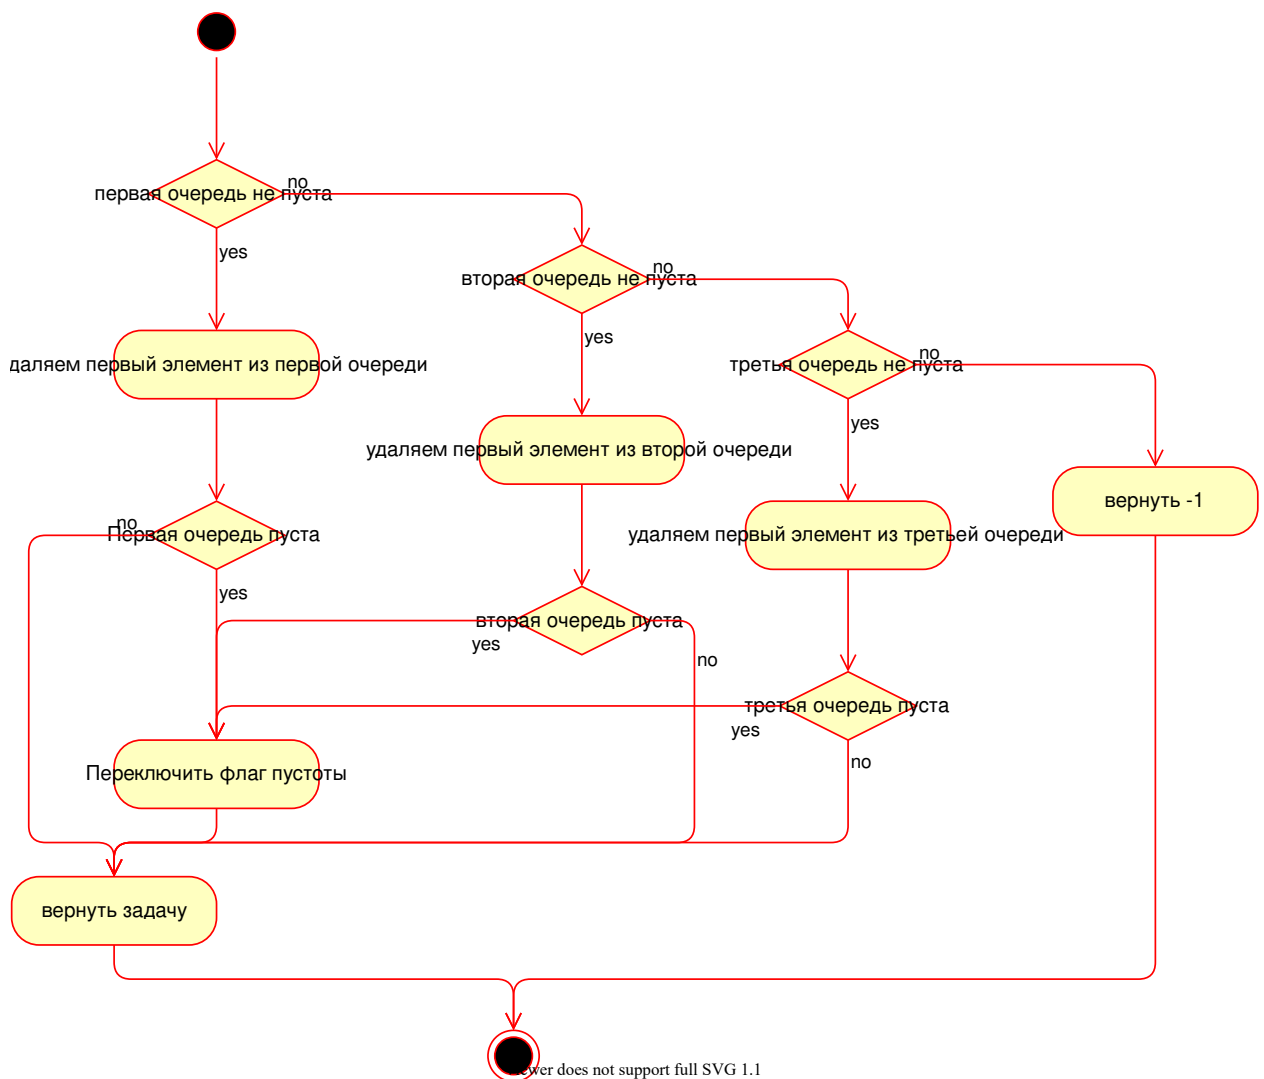 первая очередь не пуста
no
yes
вторая очередь не пуста
no
yes
третья очередь не пуста
no
yes
даляем первый элемент из первой очереди
удаляем первый элемент из второй очереди
вернуть -1
удаляем первый элемент из третьей очереди
no
Первая очередь пуста
yes
вторая очередь пуста
yes
no
третья очередь пуста
yes
no
Переключить флаг пустоты
вернуть задачу
does not support full SVG 1.1